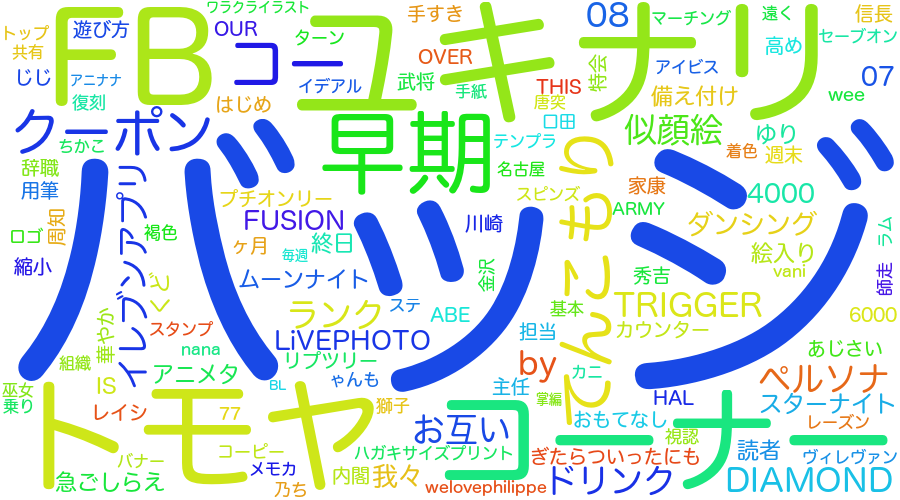 トップ
共有
遊び方
FB
ワラクライラスト
OUR
コー
ターン
ユキナリ
手すき
OVER
08
マーチング
遠く
信長
セーブオン
高め
特会
じじ
アニナナ
復刻
はじめ
イデアル
武将
手紙
THIS
アイビス
07
wee
唐突
備え付け
口田
クーポン
ちかこ
早期
テンプラ
似顔絵
ゆり
着色
週末
名古屋
辞職
用筆
プチオンリー
スピンズ
家康
4000
てんこもり
バッジ
イレブンアプリ
FUSION
川崎
ARMY
ダンシング
周知
ロゴ
褐色
ヶ月
終日
毎週
ラム
縮小
ムーンナイト
金沢
秀吉
絵入り
vani
師走
くど
ランク
ステ
ABE
基本
TRIGGER
6000
華やか
スタンプ
LiVEPHOTO
担当
カウンター
nana
リプツリー
by
あじさい
組織
アニメタ
ゃんも
カニ
巫女
乗り
IS
BL
主任
掌編
ペルソナ
HAL
スターナイト
トモヤ
レイシ
77
獅子
コーナー
お互い
おもてなし
レーズン
視認
読者
コーピー
ハガキサイズプリント
ぎたらついったにも
ヴィレヴァン
急ごしらえ
バナー
メモカ
内閣
我々
乃ち
welovephilippe
ドリンク
DIAMOND